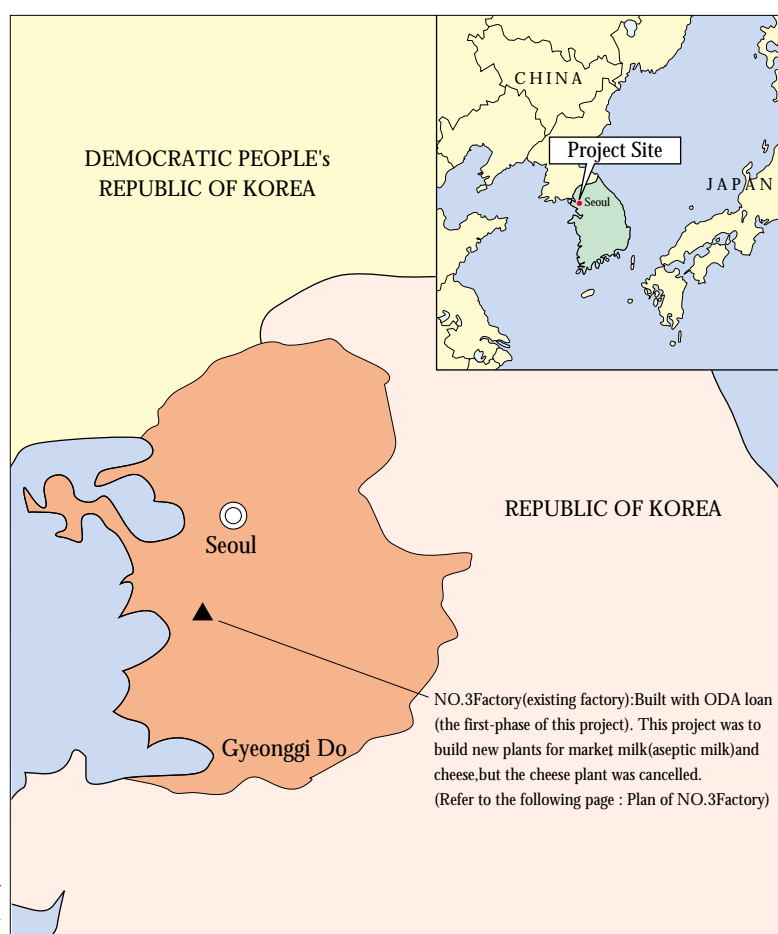 CHINA
Project Site
JAPAN
Seoul
DEMOCRATIC PEOPLE's
REPUBLIC OF KOREA
REPUBLIC OF KOREA
Seoul
NO.3Factory(existing factory):Built with ODA loan
(the first-phase of this project). This project was to
build new plants for market milk(aseptic milk)and
cheese,but the cheese plant was cancelled.
(Refer to the following page : Plan of NO.3Factory)
Gyeonggi Do